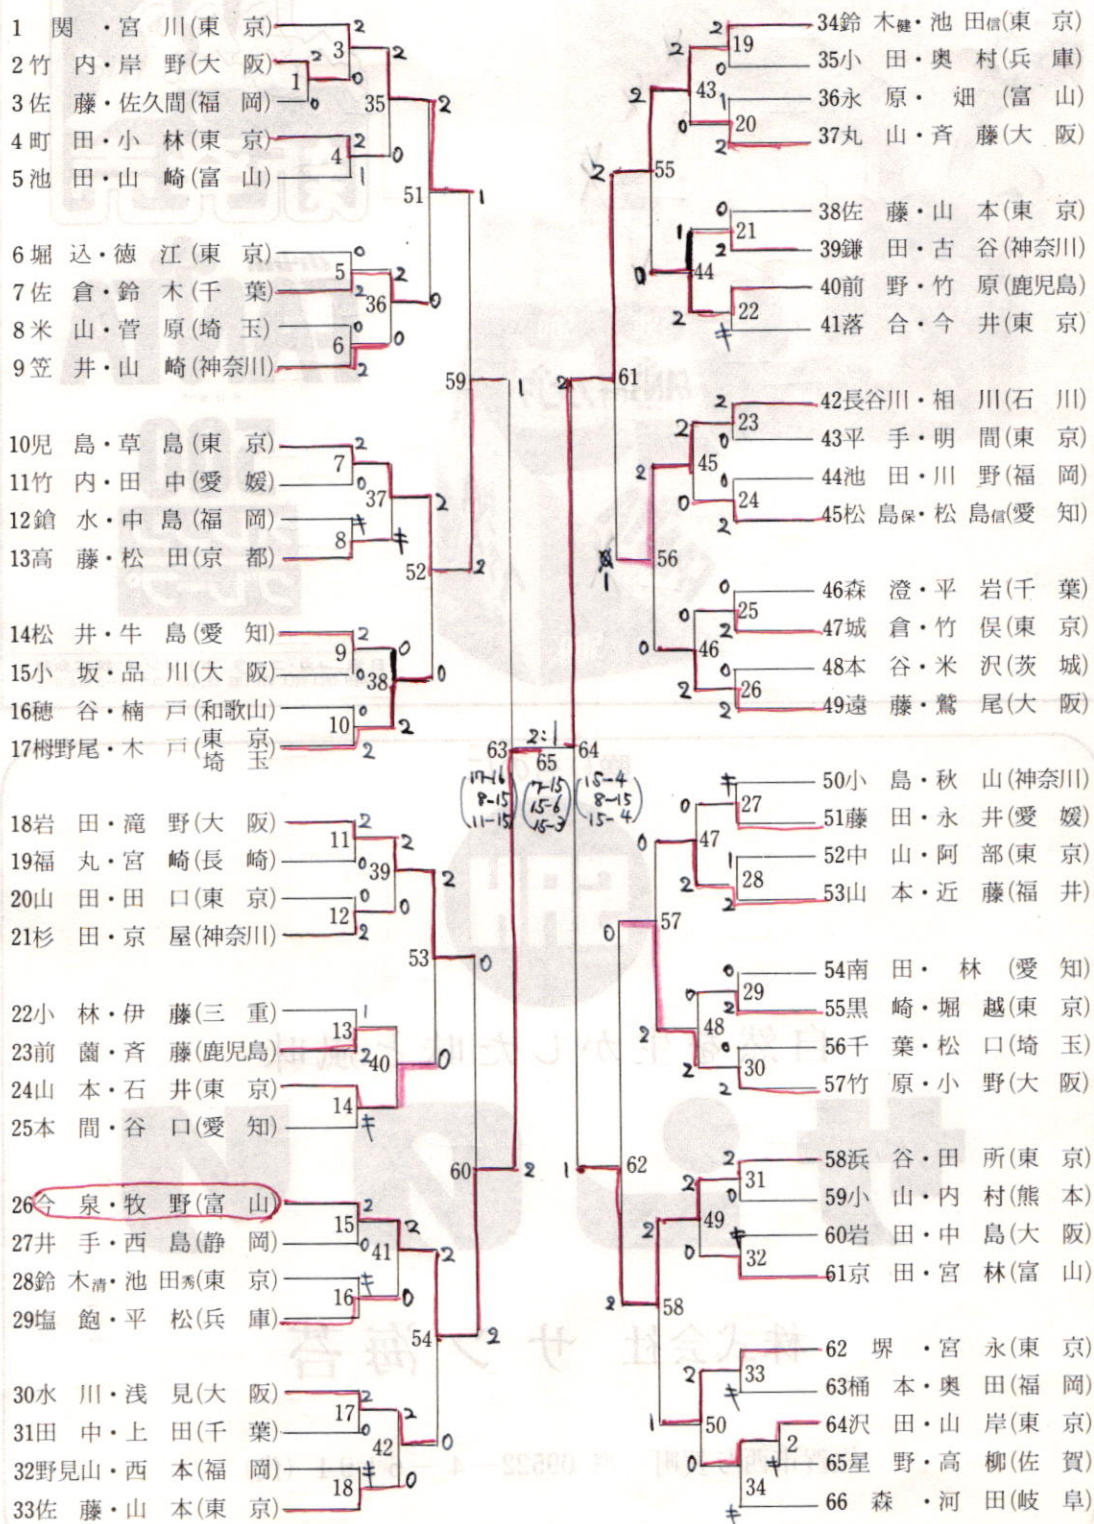 1 関・宮川(東京)
2 竹内・岸野(大阪)
3 佐藤・佐久間(福岡)
4 町田・小林(東京)
5 池田・山崎(富山)
6 堀込・徳江(東京)
7 佐倉・鈴木(千葉)
8 米山・菅原(埼玉)
9 笠井・山崎(神奈川)
10 児島・草島(東京)
11 竹内・田中(愛媛)
12 鎗水・中島(福岡)
13 高藤・松田(京都)
14 松井・牛島(愛知)
15 小坂・品川(大阪)
16 穂谷・楠戸(和歌山)
17 栂野尾・木戸(東京埼玉)
18 岩田・滝野(大阪)
19 福丸・宮崎(長崎)
20 山田・田口(東京)
21 杉田・京屋(神奈川)
22 小林・伊藤(三重)
23 前薗・斉藤(鹿児島)
24 山本・石井(東京)
25 本間・谷口(愛知)
26 今泉・牧野(富山)
27 井手・西島(静岡)
28 鈴木清・池田秀(東京)
29 塩飽・平松(兵庫)
30 水川・浅見(大阪)
31 田中・上田(千葉)
32 野見山・西本(福岡)
33 佐藤・山本(東京)
63 2:1 64
65
(17-16 8-15 11-15)
(7-15 15-6 15-3)
(15-4 8-15 15-4)
34 鈴木健・池田信(東京)
35 小田・奥村(兵庫)
36 永原・畑(富山)
37 丸山・斉藤(大阪)
38 佐藤・山本(東京)
39 鎌田・古谷(神奈川)
40 前野・竹原(鹿児島)
41 落合・今井(東京)
42 長谷川・相川(石川)
43 平手・明間(東京)
44 池田・川野(福岡)
45 松島保・松島信(愛知)
46 森澄・平岩(千葉)
47 城倉・竹俣(東京)
48 本谷・米沢(茨城)
49 遠藤・鷲尾(大阪)
50 小島・秋山(神奈川)
51 藤田・永井(愛媛)
52 中山・阿部(東京)
53 山本・近藤(福井)
54 南田・林(愛知)
55 黒崎・堀越(東京)
56 千葉・松口(埼玉)
57 竹原・小野(大阪)
58 浜谷・田所(東京)
59 小山・内村(熊本)
60 岩田・中島(大阪)
61 京田・宮林(富山)
62 堺・宮永(東京)
63 桶本・奥田(福岡)
64 沢田・山岸(東京)
65 星野・高柳(佐賀)
66 森・河田(岐阜)